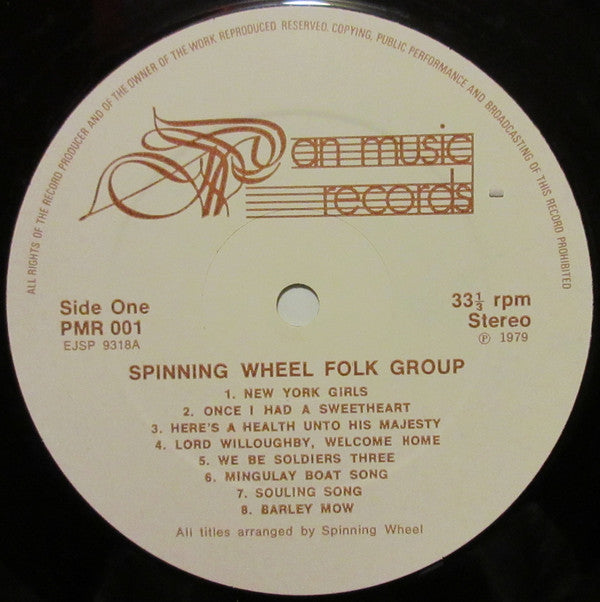 ALL RIGHTS OF THE RECORD PRODUCER AND OF THE OWNER OF THE WORK REPRODUCED RESERVED. COPYING, PUBLIC PERFORMANCE AND BROADCASTING OF THIS RECORD PROHIBITED
Pan music
records
Side One
PMR 001
EJSP 9318A
33⅓ rpm
Stereo
℗ 1979
SPINNING WHEEL FOLK GROUP
1. NEW YORK GIRLS
2. ONCE I HAD A SWEETHEART
3. HERE'S A HEALTH UNTO HIS MAJESTY
4. LORD WILLOUGHBY, WELCOME HOME
5. WE BE SOLDIERS THREE
6. MINGULAY BOAT SONG
7. SOULING SONG
8. BARLEY MOW
All titles arranged by Spinning Wheel